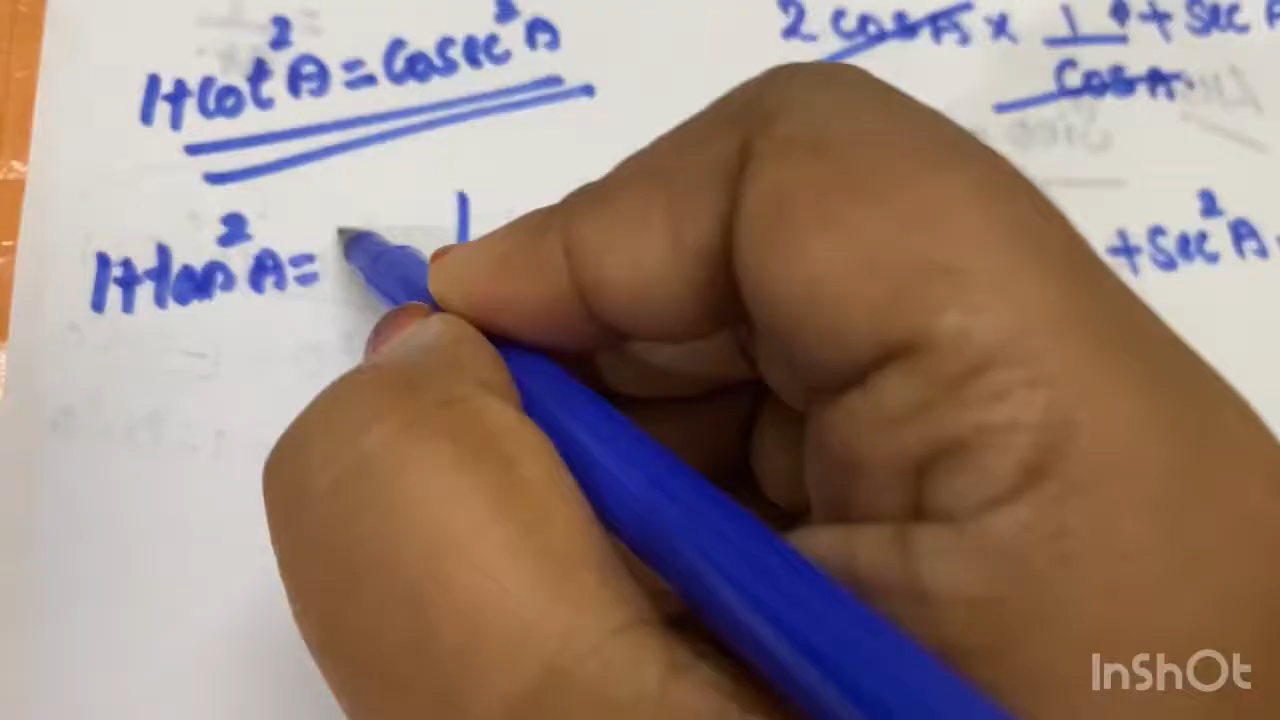 1+cot²A=cosec²A
2 cosA × 1/cosA + sec A
1+tan²A=
+sec²A
InShOt